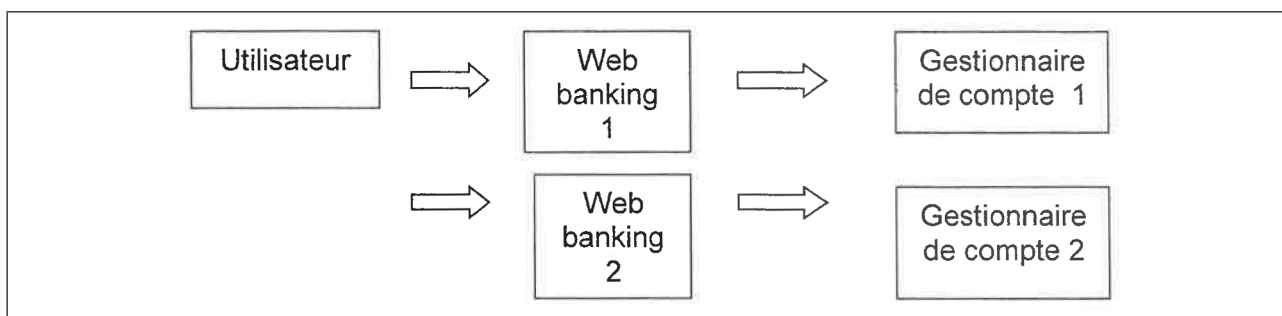 Utilisateur
Web
banking
1
Gestionnaire
de compte 1
Web
banking
2
Gestionnaire
de compte 2